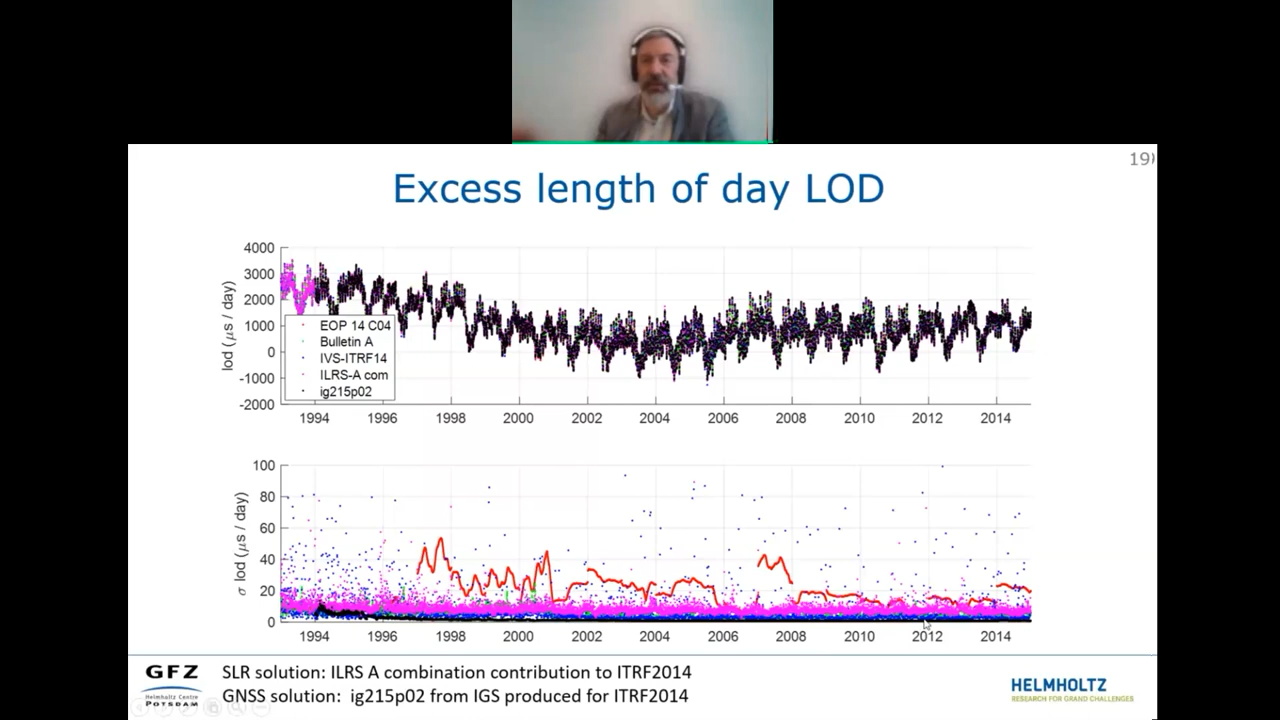 19
Excess length of day LOD
4000
3000
2000
1000
0
-1000
-2000
lod (μs / day)
EOP 14 C04
Bulletin A
IVS-ITRF14
ILRS-A com
ig215p02
1994 1996 1998 2000 2002 2004 2006 2008 2010 2012 2014
100
80
60
40
20
0
σ lod (μs / day)
1994 1996 1998 2000 2002 2004 2006 2008 2010 2012 2014
GFZ
Helmholtz Centre
POTSDAM
SLR solution: ILRS A combination contribution to ITRF2014
GNSS solution: ig215p02 from IGS produced for ITRF2014
HELMHOLTZ
RESEARCH FOR GRAND CHALLENGES